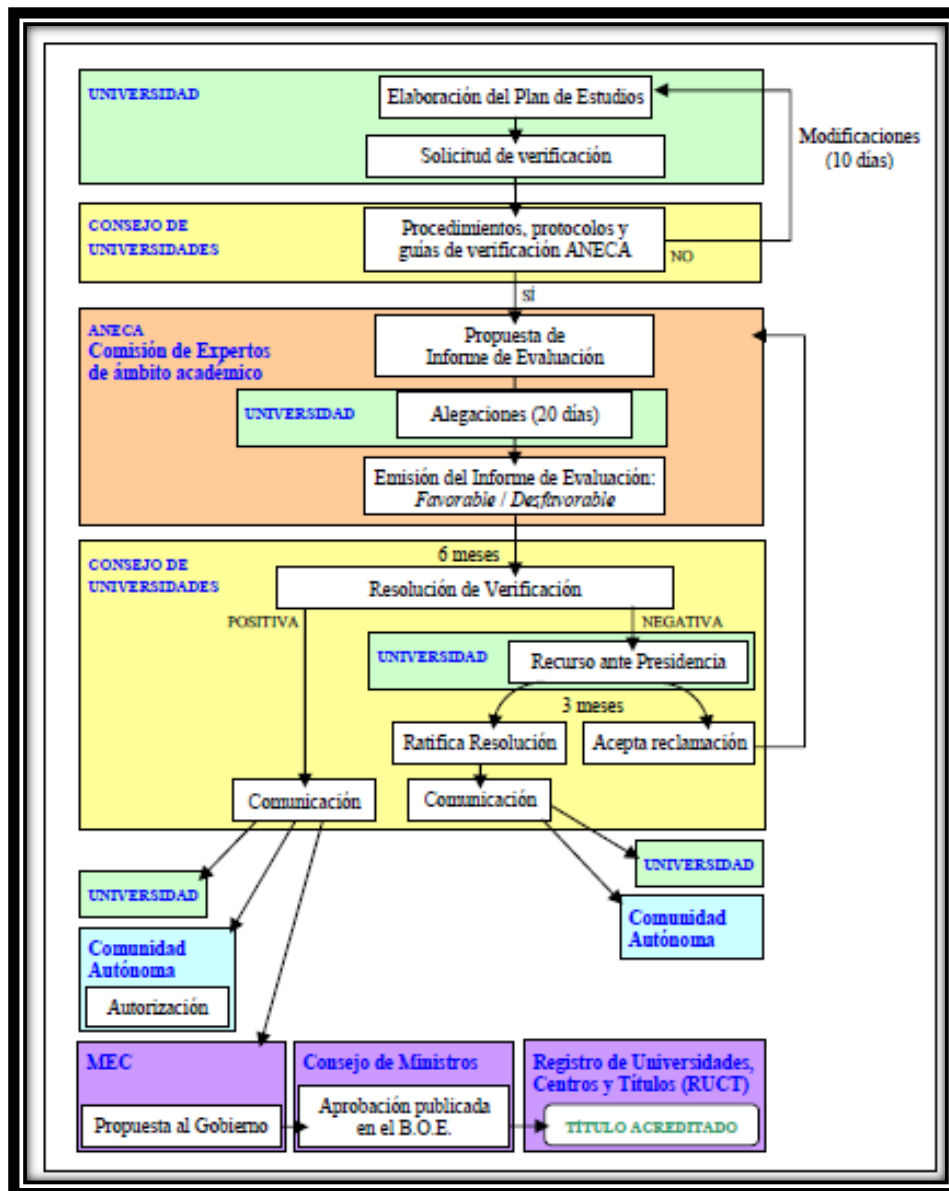 UNIVERSIDAD
Elaboración del Plan de Estudios
Solicitud de verificación
Modificaciones
(10 días)
CONSEJO DE
UNIVERSIDADES
Procedimientos, protocolos y
guías de verificación ANECA
NO
SÍ
ANECA
Comisión de Expertos
de ámbito académico
Propuesta de
Informe de Evaluación
UNIVERSIDAD
Alegaciones (20 días)
Emisión del Informe de Evaluación:
Favorable / Desfavorable
CONSEJO DE
UNIVERSIDADES
6 meses
Resolución de Verificación
POSITIVA
NEGATIVA
UNIVERSIDAD
Recurso ante Presidencia
3 meses
Ratifica Resolución
Acepta reclamación
Comunicación
Comunicación
UNIVERSIDAD
UNIVERSIDAD
Comunidad
Autónoma
Comunidad
Autónoma
Autorización
MEC
Propuesta al Gobierno
Consejo de Ministros
Aprobación publicada
en el B.O.E.
Registro de Universidades,
Centros y Títulos (RUCT)
TÍTULO ACREDITADO